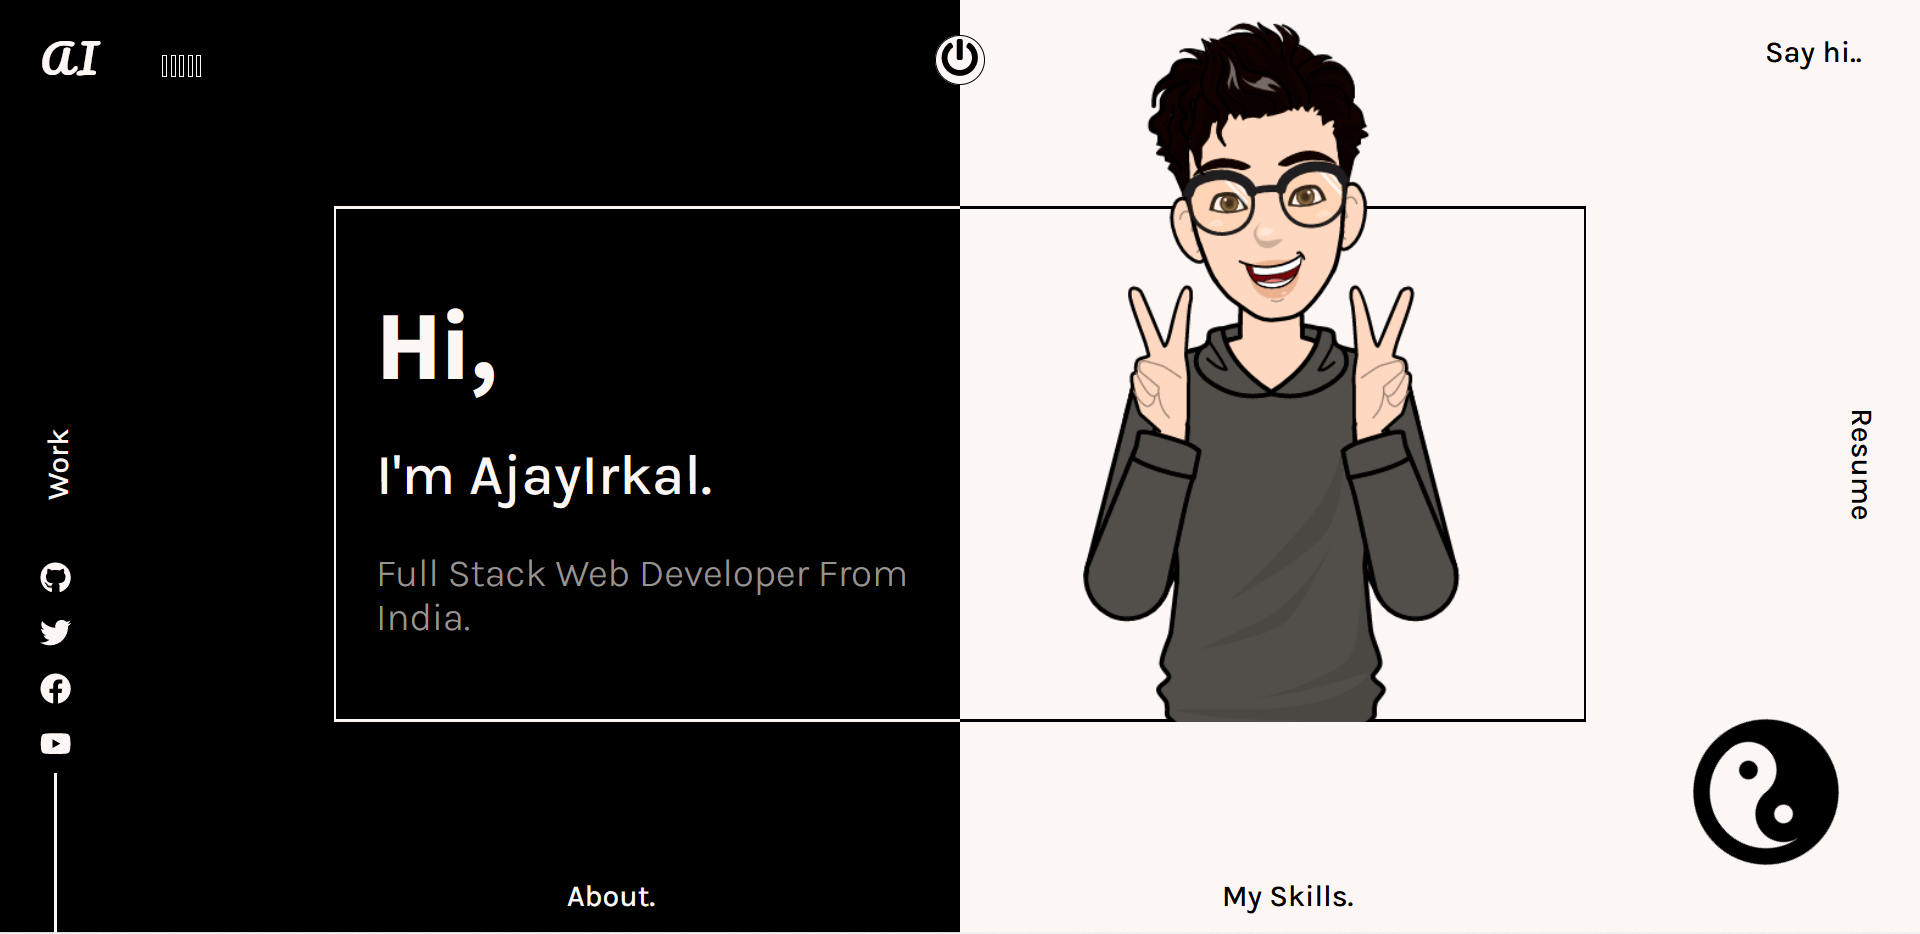 aI
Say hi..
Hi,
I'm AjayIrkal.
Full Stack Web Developer From
India.
Work
Resume
About.
My Skills.